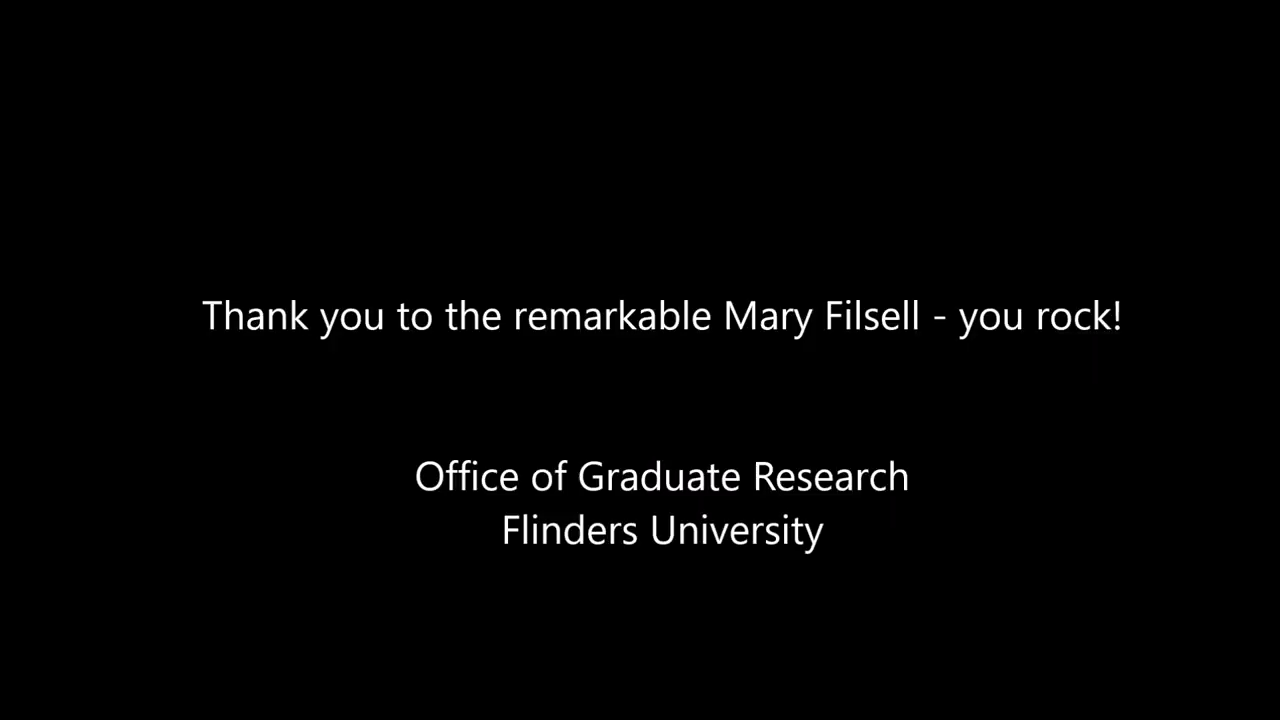 Thank you to the remarkable Mary Filsell - you rock!
Office of Graduate Research
Flinders University